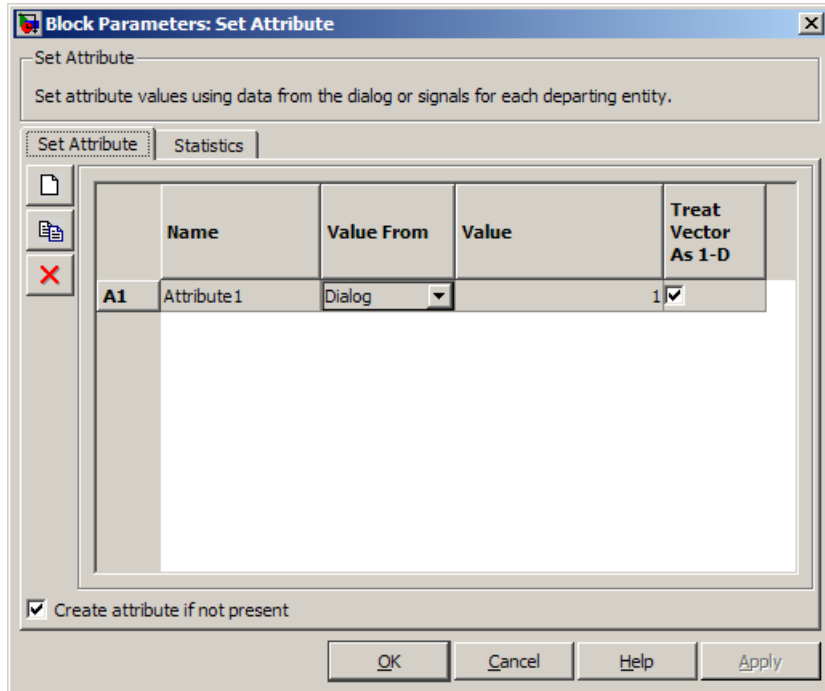 Block Parameters: Set Attribute
Set Attribute
Set attribute values using data from the dialog or signals for each departing entity.
Set Attribute Statistics
Name Value From Value Treat Vector As 1-D
A1 Attribute1 Dialog 1
Create attribute if not present
OK Cancel Help Apply